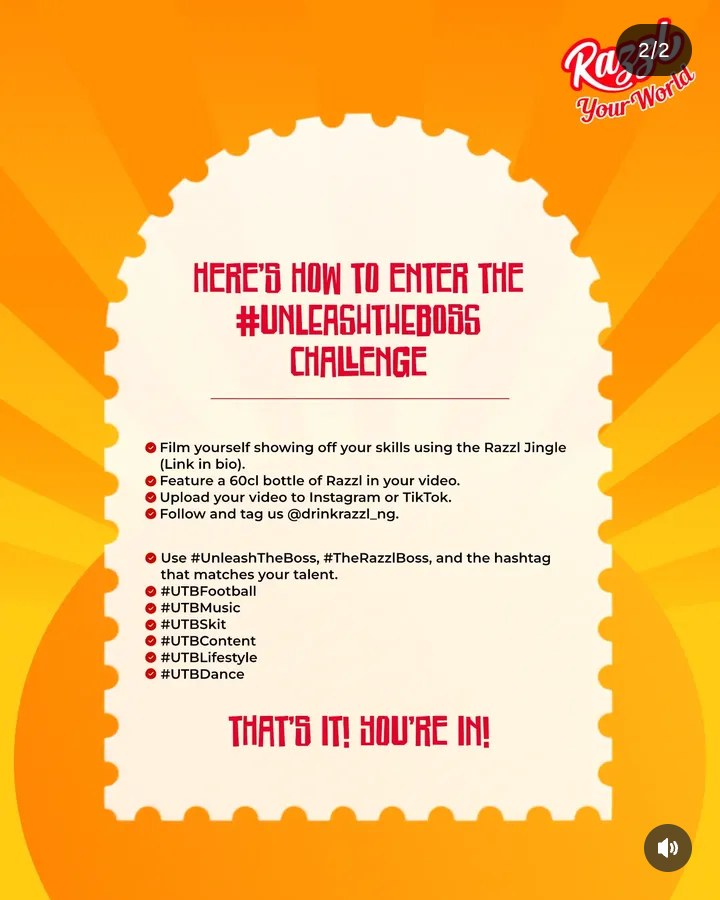 Razzl
Your World
2/2
HERE'S HOW TO ENTER THE
#UNLEASHTHEBOSS
CHALLENGE
Film yourself showing off your skills using the Razzl Jingle
(Link in bio).
Feature a 60cl bottle of Razzl in your video.
Upload your video to Instagram or TikTok.
Follow and tag us @drinkrazzl_ng.
Use #UnleashTheBoss, #TheRazzlBoss, and the hashtag
that matches your talent.
#UTBFootball
#UTBMusic
#UTBSkit
#UTBContent
#UTBLifestyle
#UTBDance
THAT'S IT! YOU'RE IN!